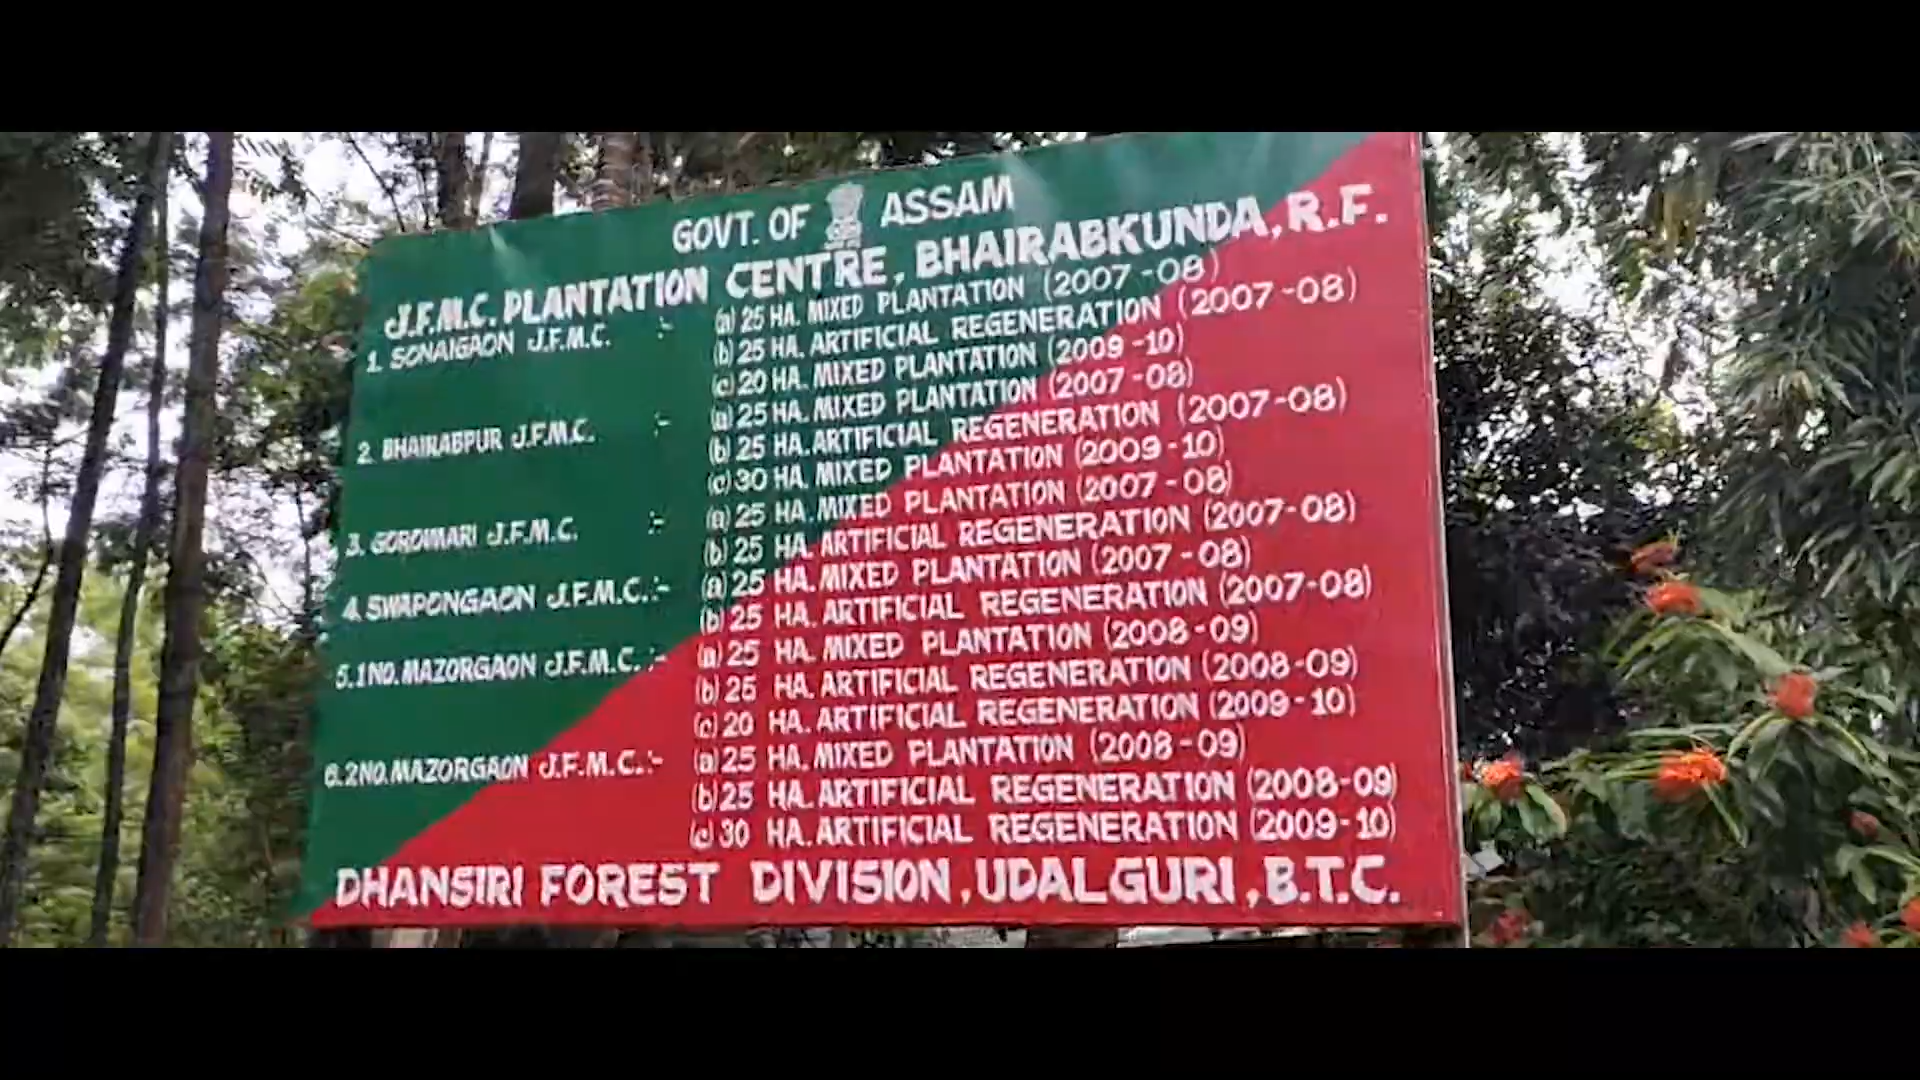 GOVT. OF ASSAM
J.F.M.C. PLANTATION CENTRE, BHAIRABKUNDA, R.F.
1. SONAIGAON J.F.M.C. :- (a) 25 HA. MIXED PLANTATION (2007-08)
(b) 25 HA. ARTIFICIAL REGENERATION (2007-08)
(c) 20 HA. MIXED PLANTATION (2009-10)
2. BHAIRABPUR J.F.M.C. :- (a) 25 HA. MIXED PLANTATION (2007-08)
(b) 25 HA. ARTIFICIAL REGENERATION (2007-08)
(c) 30 HA. MIXED PLANTATION (2009-10)
3. GOROIMARI J.F.M.C. :- (a) 25 HA. MIXED PLANTATION (2007-08)
(b) 25 HA. ARTIFICIAL REGENERATION (2007-08)
4. SWAPONGAON J.F.M.C. :- (a) 25 HA. MIXED PLANTATION (2007-08)
(b) 25 HA. ARTIFICIAL REGENERATION (2007-08)
5. 1 NO. MAZORGAON J.F.M.C. :- (a) 25 HA. MIXED PLANTATION (2008-09)
(b) 25 HA. ARTIFICIAL REGENERATION (2008-09)
(c) 20 HA. ARTIFICIAL REGENERATION (2009-10)
6. 2 NO. MAZORGAON J.F.M.C. :- (a) 25 HA. MIXED PLANTATION (2008-09)
(b) 25 HA. ARTIFICIAL REGENERATION (2008-09)
(c) 30 HA. ARTIFICIAL REGENERATION (2009-10)
DHANSIRI FOREST DIVISION, UDALGURI, B.T.C.